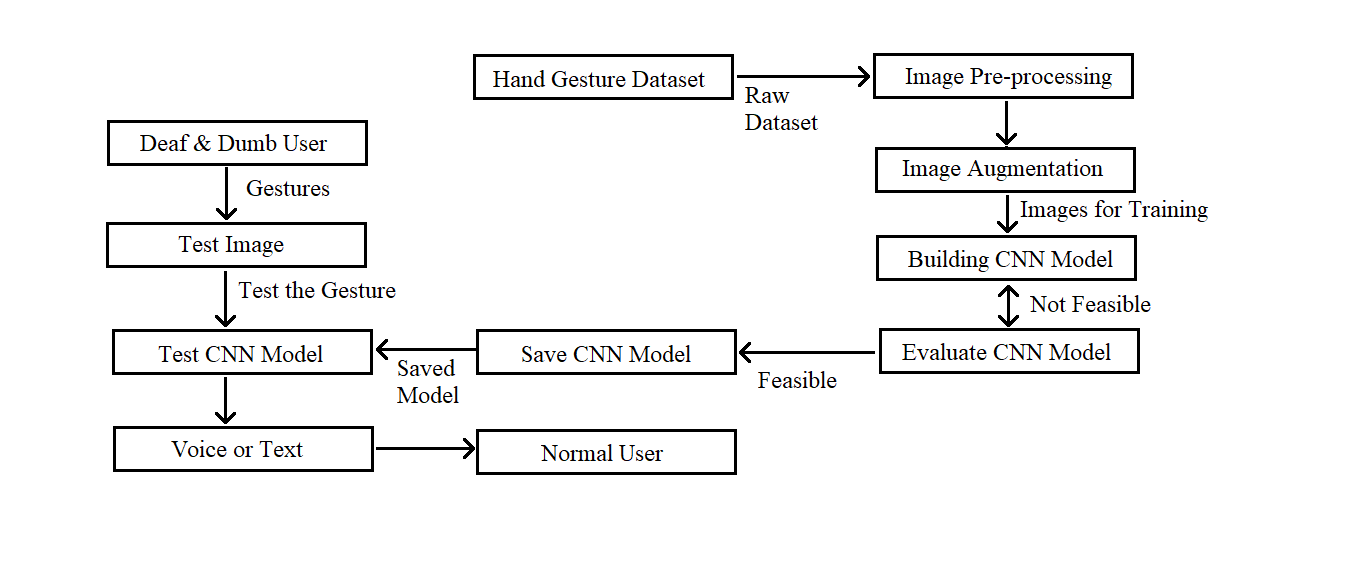 Hand Gesture Dataset
Raw
Dataset
Image Pre-processing
Image Augmentation
Images for Training
Building CNN Model
Not Feasible
Evaluate CNN Model
Feasible
Save CNN Model
Saved
Model
Deaf & Dumb User
Gestures
Test Image
Test the Gesture
Test CNN Model
Voice or Text
Normal User